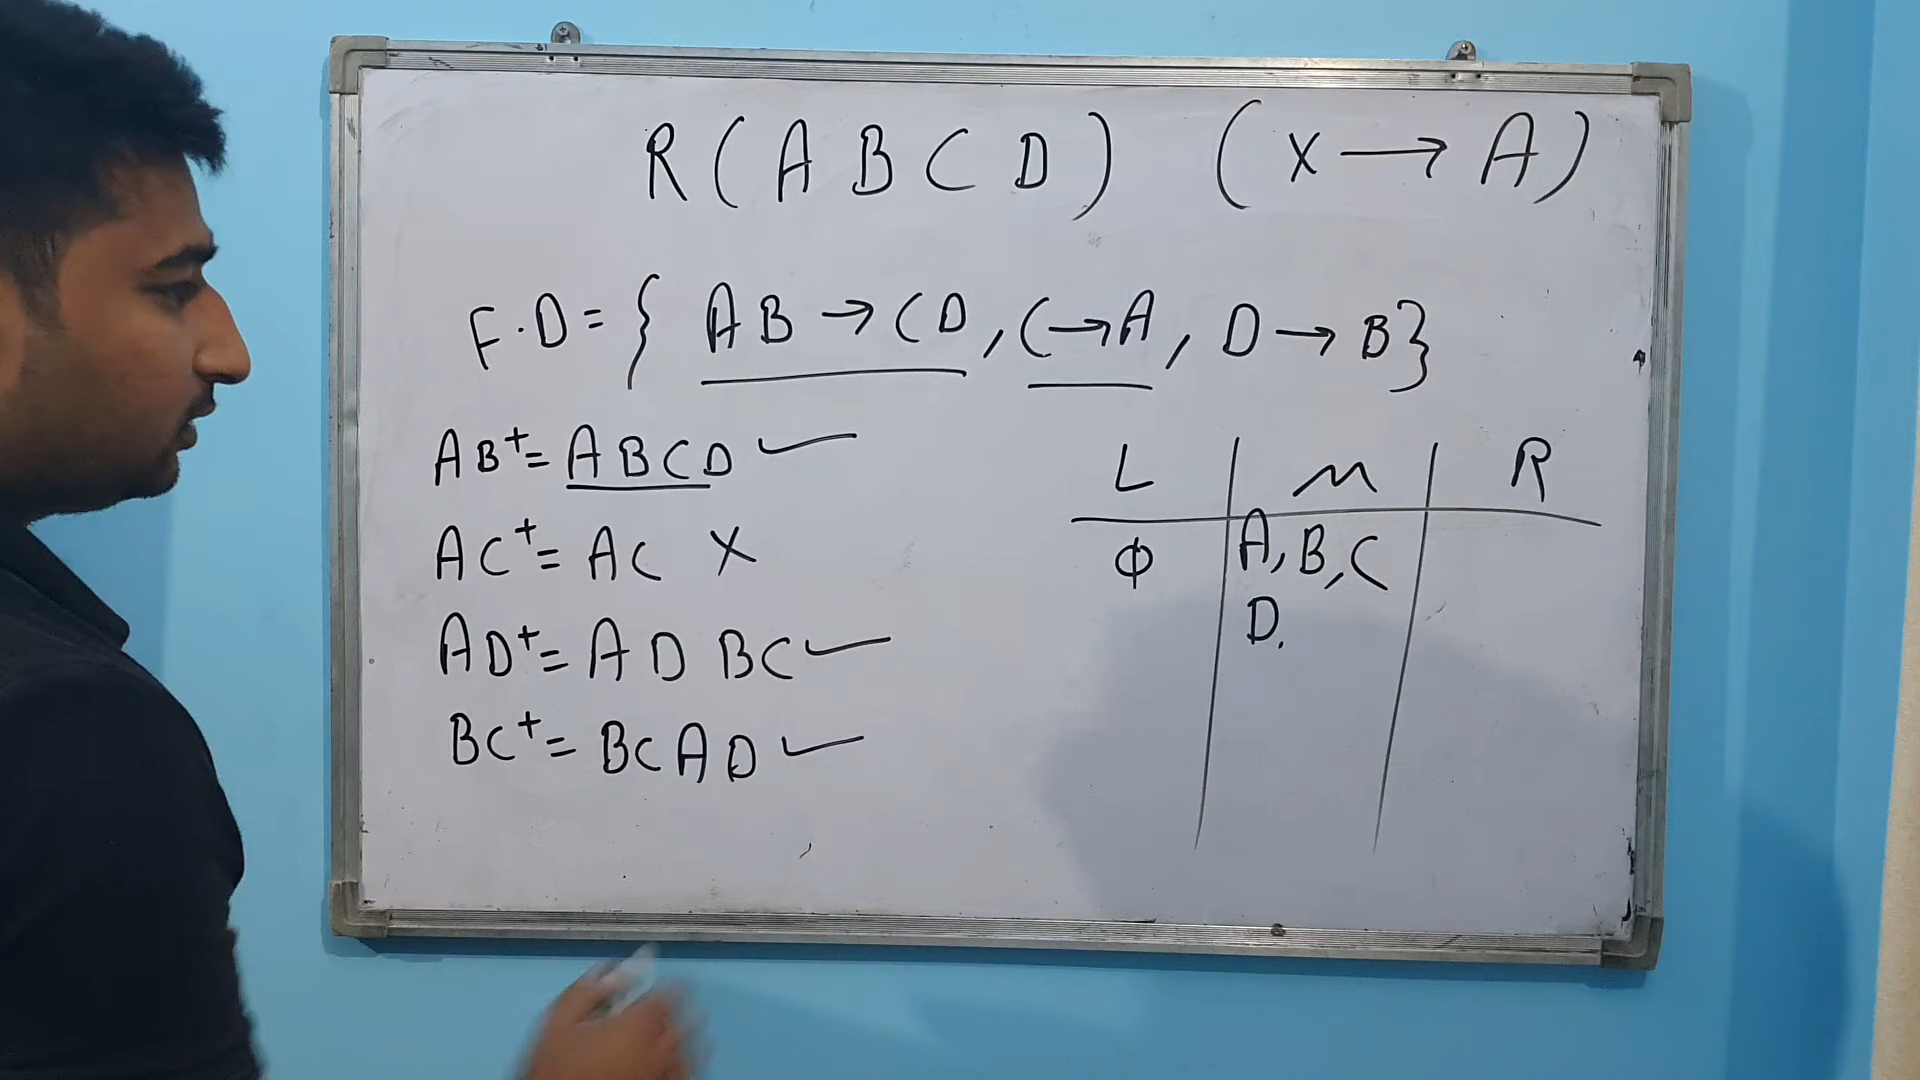 R(ABCD) (X→A)
F.D = { AB→CD, C→A, D→B}
AB⁺= ABCD ✓
AC⁺= AC X
AD⁺= ADBC ✓
BC⁺= BCAD ✓
L | M | R
ϕ | A, B, C
D.